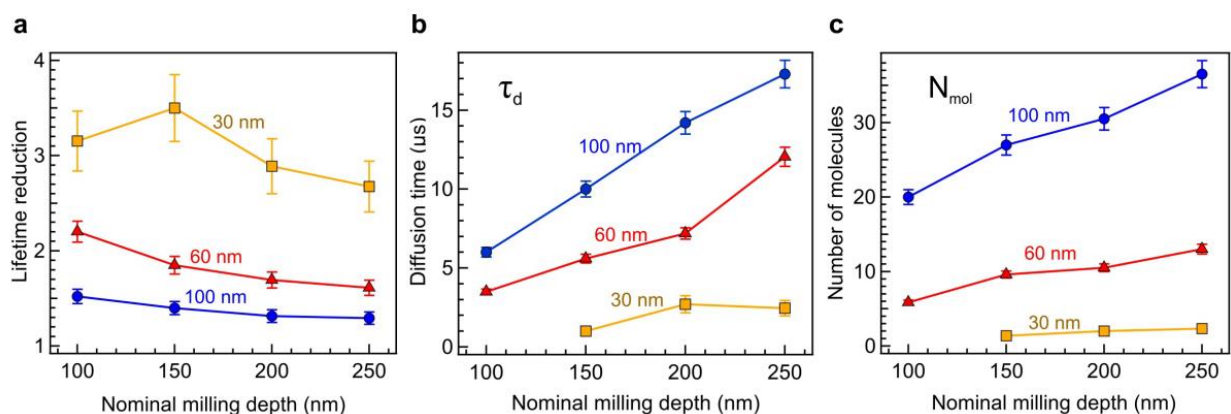 a
4
3
2
1
Lifetime reduction
30 nm
60 nm
100 nm
100 150 200 250
Nominal milling depth (nm)
b
15
10
5
0
Diffusion time (us)
τd
100 nm
60 nm
30 nm
100 150 200 250
Nominal milling depth (nm)
c
30
20
10
0
Number of molecules
Nmol
100 nm
60 nm
30 nm
100 150 200 250
Nominal milling depth (nm)